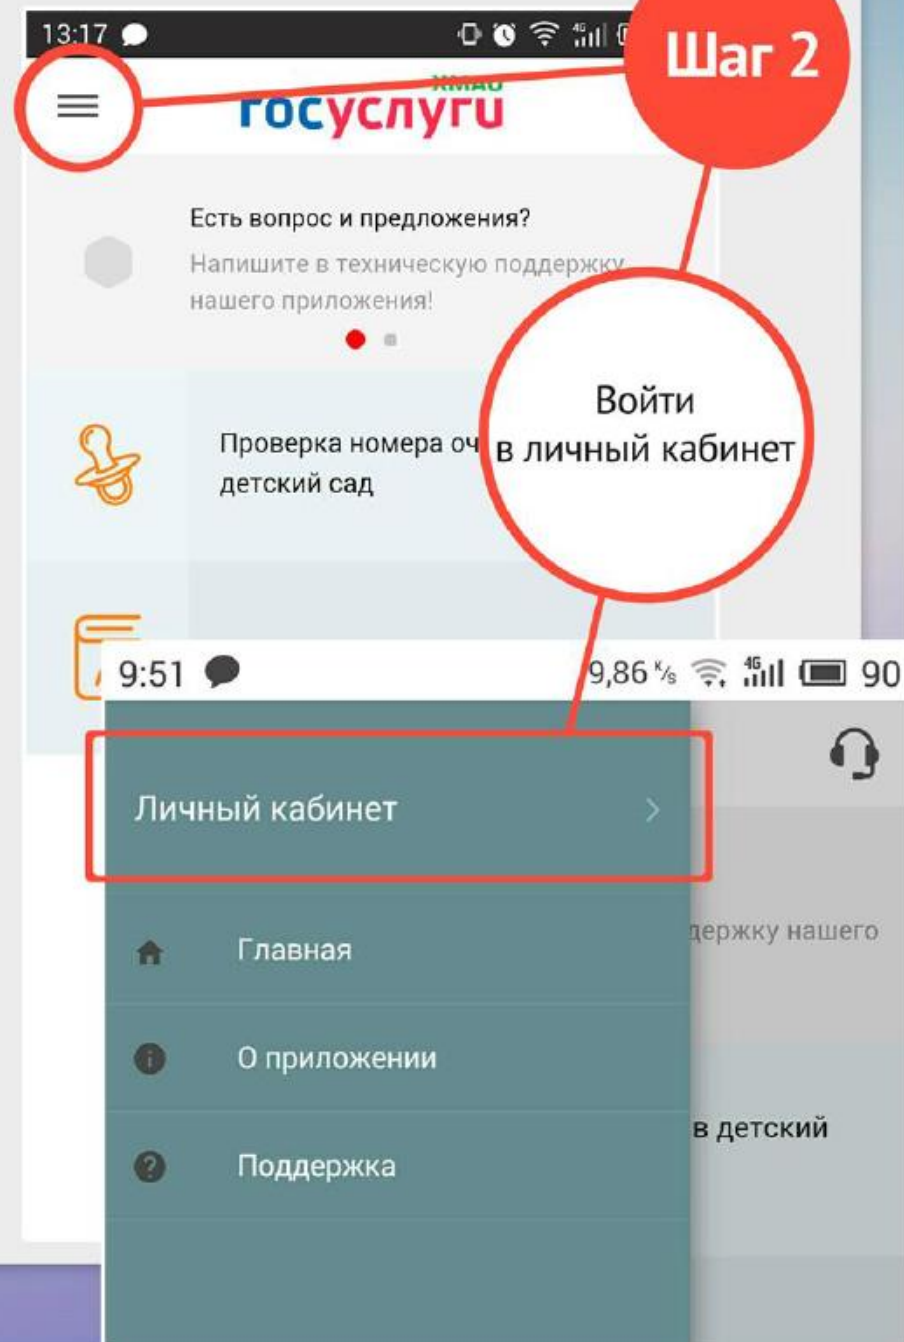 13:17
Шаг 2
ХМАО
госуслуги
Есть вопрос и предложения?
Напишите в техническую поддержку
нашего приложения!
Проверка номера оч
детский сад
Войти
в личный кабинет
9:51
9,86 K/s
4G
90
Личный кабинет
Главная
держку нашего
О приложении
в детский
Поддержка